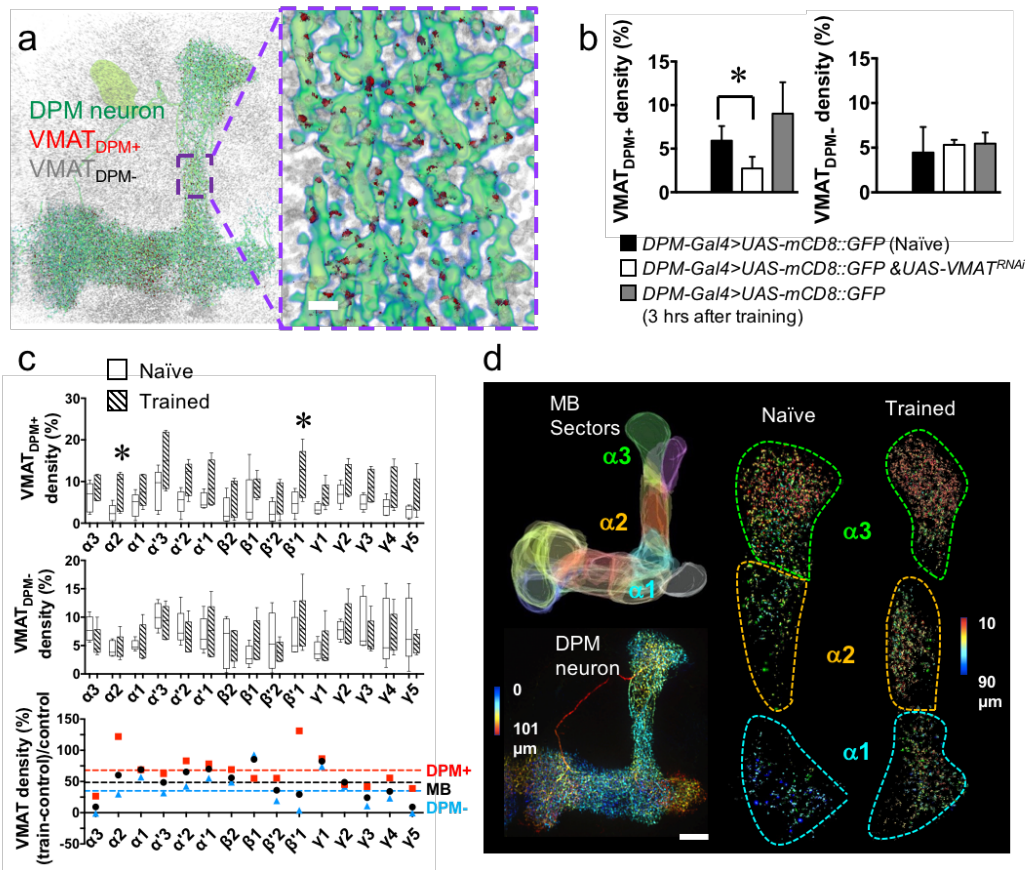 a
DPM neuron
VMATDPM+
VMATDPM-
b
VMATDPM+ density (%)
15
10
5
0
*
VMATDPM- density (%)
15
10
5
0
DPM-Gal4>UAS-mCD8::GFP (Naïve)
DPM-Gal4>UAS-mCD8::GFP &UAS-VMATRNAi
DPM-Gal4>UAS-mCD8::GFP
(3 hrs after training)
c
Naïve
Trained
VMATDPM+
density (%)
30
20
10
0
*
*
α3 α2 α1 α'3 α'2 α'1 β2 β1 β'2 β'1 γ1 γ2 γ3 γ4 γ5
VMATDPM-
density (%)
20
15
10
5
0
α3 α2 α1 α'3 α'2 α'1 β2 β1 β'2 β'1 γ1 γ2 γ3 γ4 γ5
VMAT density (%)
(train-control)/control
150
100
50
0
-50
DPM+
MB
DPM-
α3 α2 α1 α'3 α'2 α'1 β2 β1 β'2 β'1 γ1 γ2 γ3 γ4 γ5
d
MB
Sectors
α3
α2
α1
DPM
neuron
0
101
µm
Naïve
Trained
α3
α2
α1
10
90
µm